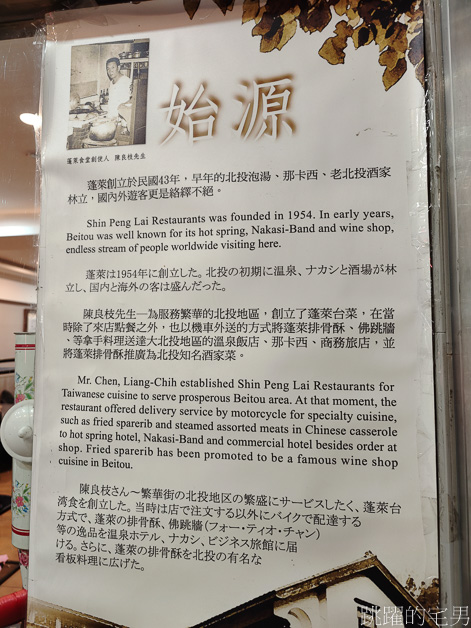 始源
蓬萊食堂創使人 陳良枝先生
蓬萊創立於民國43年，早年的北投泡湯、那卡西、老北投酒家
林立，國內外遊客更是絡繹不絕。
Shin Peng Lai Restaurants was founded in 1954. In early years,
Beitou was well known for its hot spring, Nakasi-Band and wine shop,
endless stream of people worldwide visiting here.
蓬萊は1954年に創立した。北投の初期に温泉、ナカシと酒場が林
立し、国内と海外の客は盛んだった。
陳良枝先生—為服務繁華的北投地區，創立了蓬萊台菜，在當
時除了來店點餐之外，也以機車外送的方式將蓬萊排骨酥、佛跳牆
、等拿手料理送達大北投地區的溫泉飯店、那卡西、商務旅店，並
將蓬萊排骨酥推廣為北投知名酒家菜。
Mr. Chen, Liang-Chih established Shin Peng Lai Restaurants for
Taiwanese cuisine to serve prosperous Beitou area. At that moment, the
restaurant offered delivery service by motorcycle for specialty cuisine,
such as fried sparerib and steamed assorted meats in Chinese casserole
to hot spring hotel, Nakasi-Band and commercial hotel besides order at
shop. Fried sparerib has been promoted to be a famous wine shop
cuisine in Beitou.
陳良枝さん～繁華街の北投地区の繁盛にサービスしたく、蓬萊台
湾食を創立した。当時は店で注文する以外にバイクで配達する
方式で、蓬萊の排骨酥、佛跳牆(フォー・ティオ・チャン)
等の逸品を温泉ホテル、ナカシ、ビジネス旅館に届
ける。さらに、蓬萊の排骨酥を北投の有名な
看板料理に広げた。
跳躍的宅男